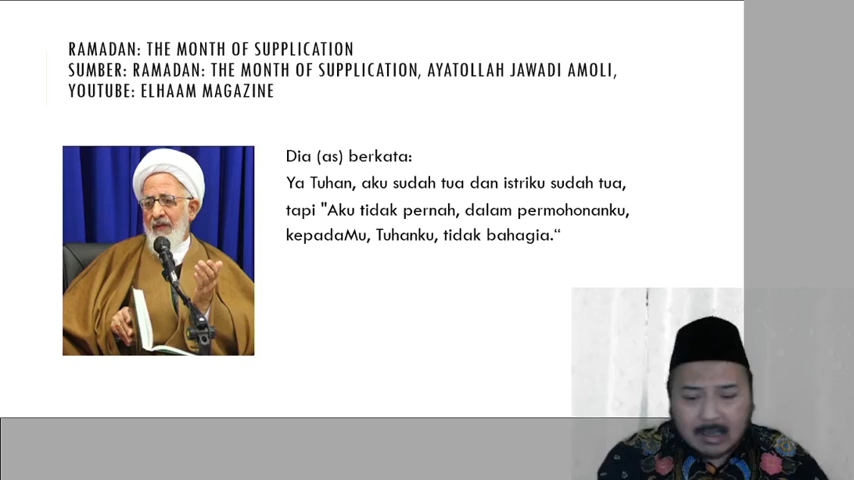 RAMADAN: THE MONTH OF SUPPLICATION
SUMBER: RAMADAN: THE MONTH OF SUPPLICATION, AYATOLLAH JAWADI AMOLI,
YOUTUBE: ELHAAM MAGAZINE
Dia (as) berkata:
Ya Tuhan, aku sudah tua dan istriku sudah tua,
tapi "Aku tidak pernah, dalam permohonanku,
kepadaMu, Tuhanku, tidak bahagia.“